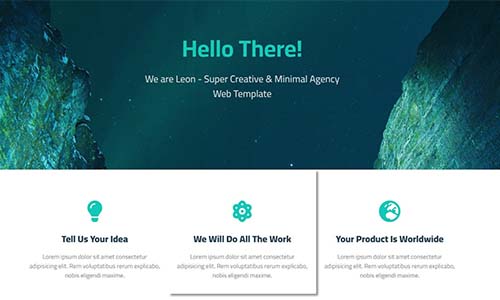 Hello There!
We are Leon - Super Creative & Minimal Agency
Web Template
Tell Us Your Idea
Lorem ipsum dolor sit amet consectetur
adipisicing elit. Rem voluptatibus rerum explicabo,
nobis eligendi maxime.
We Will Do All The Work
Lorem ipsum dolor sit amet consectetur
adipisicing elit. Rem voluptatibus rerum explicabo,
nobis eligendi maxime.
Your Product Is Worldwide
Lorem ipsum dolor sit amet consectetur
adipisicing elit. Rem voluptatibus rerum explicabo,
nobis eligendi maxime.